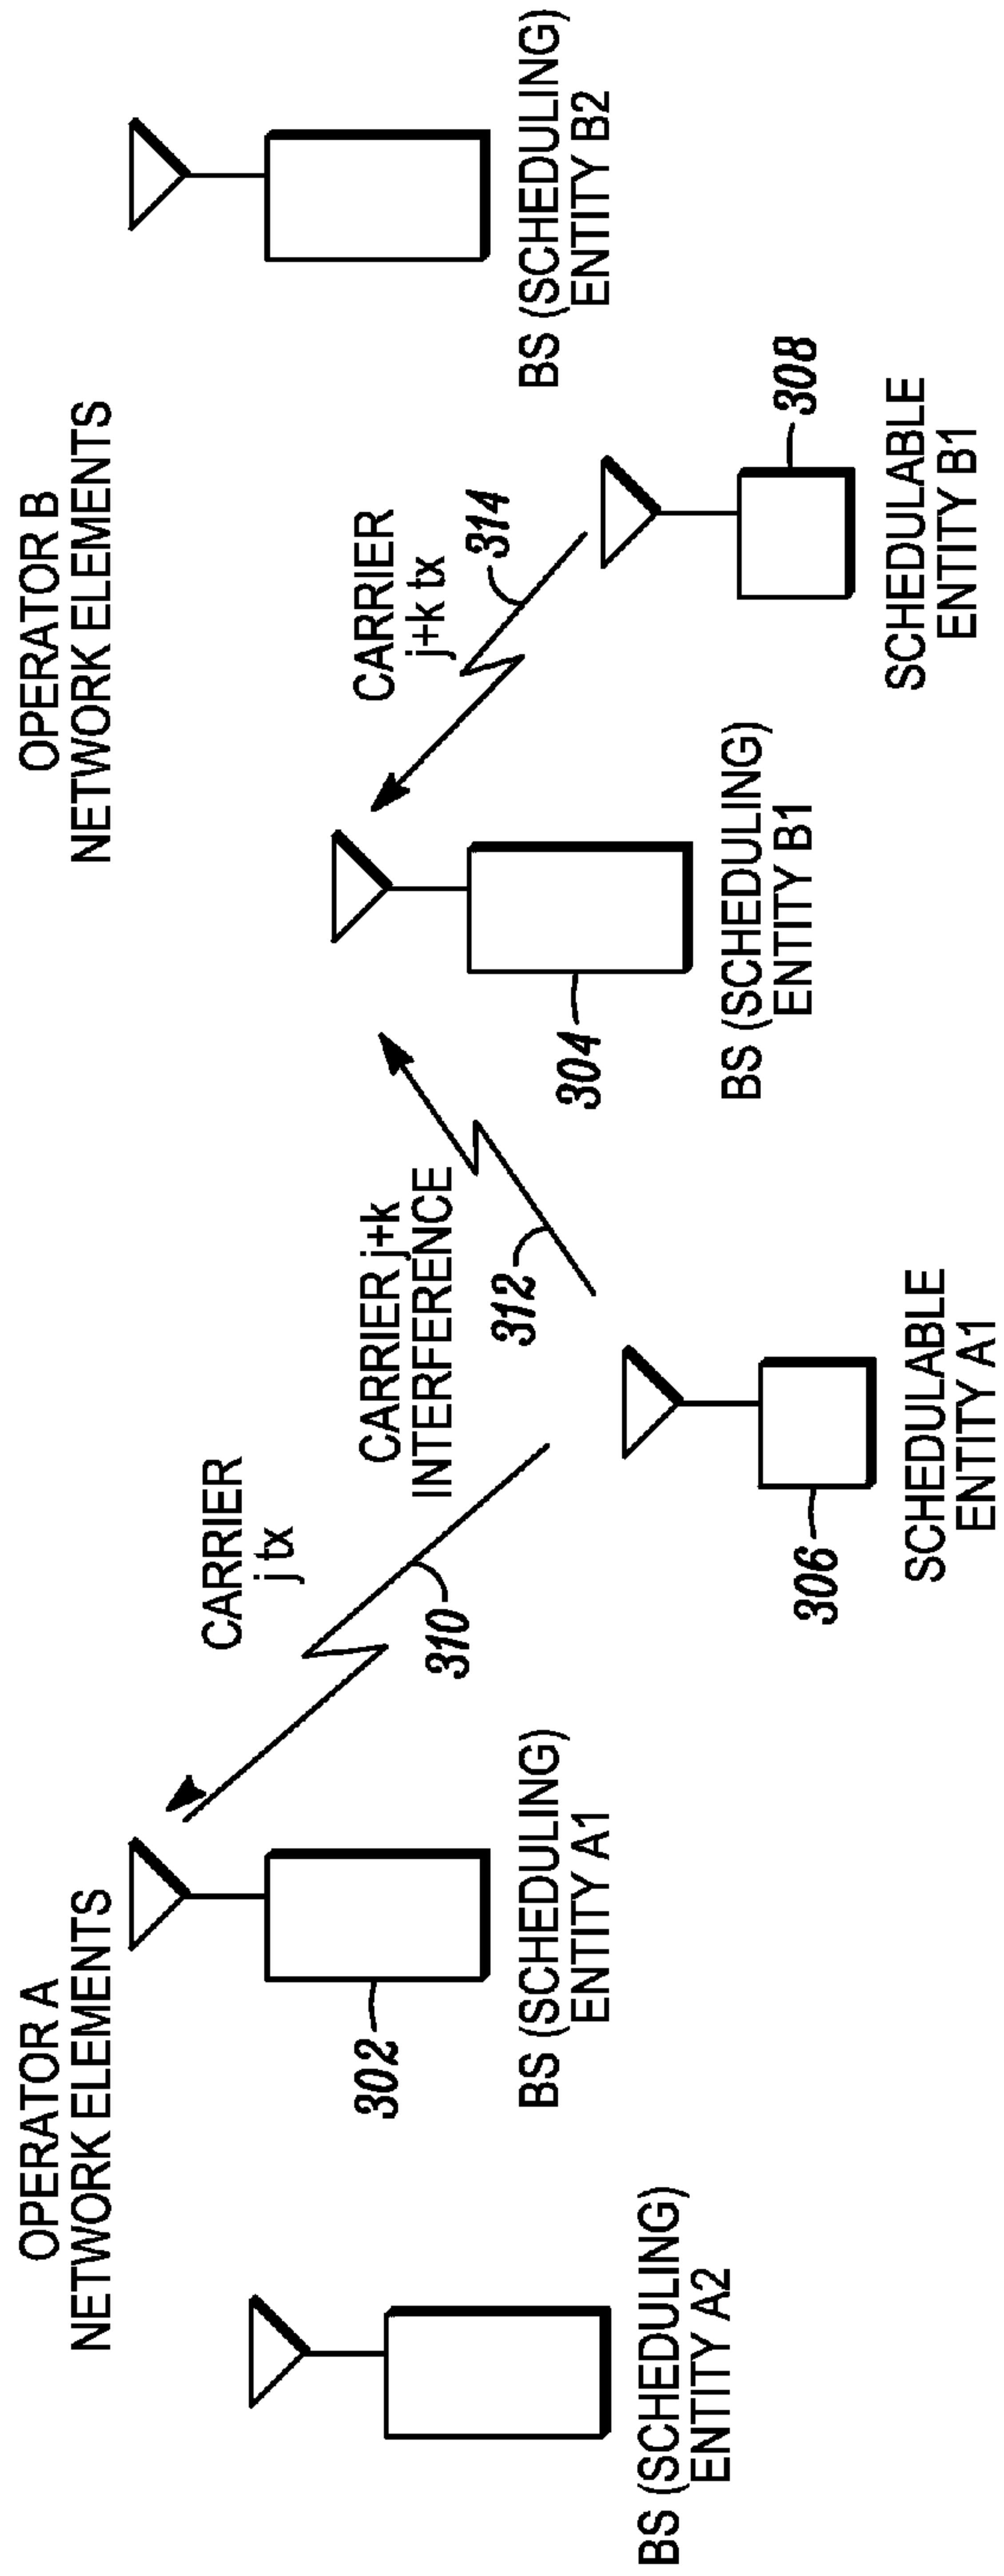 OPERATOR A
NETWORK ELEMENTS
OPERATOR B
NETWORK ELEMENTS
BS (SCHEDULING)
ENTITY A2
302
BS (SCHEDULING)
ENTITY A1
CARRIER
j tx
310
CARRIER j+k
INTERFERENCE
312
306
SCHEDULABLE
ENTITY A1
304
BS (SCHEDULING)
ENTITY B1
CARRIER
j+k tx
314
308
SCHEDULABLE
ENTITY B1
BS (SCHEDULING)
ENTITY B2